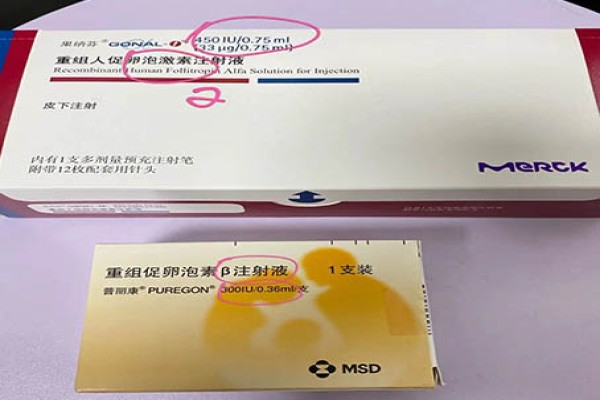 果纳芬® GONAL-f® 450 IU/0.75 ml
(33 μg/0.75 ml)
重组人促卵泡激素注射液
Recombinant Human Follitropin Alfa Solution for Injection
2
皮下注射
内有1支多剂量预充注射笔
附带12枚配套用针头
MERCK
重组促卵泡素β注射液 1支装
普丽康® PUREGON® 300IU/0.36ml/支
MSD